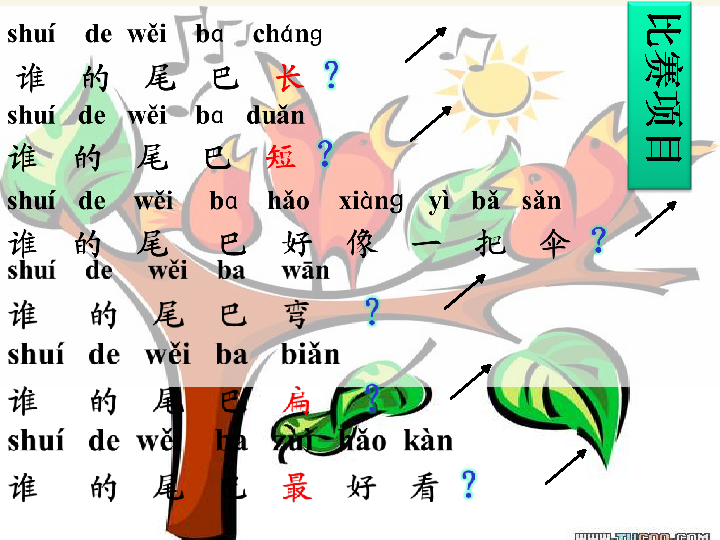 比赛项目
shuí de wěi bɑ chánɡ
谁 的 尾 巴 长 ?
shuí de wěi bɑ duǎn
谁 的 尾 巴 短 ?
shuí de wěi bɑ hǎo xiànɡ yì bǎ sǎn
谁 的 尾 巴 好 像 一 把 伞 ?
shuí de wěi ba wān
谁 的 尾 巴 弯 ?
shuí de wěi ba biǎn
谁 的 尾 巴 扁 ?
shuí de wěi ba zuì hǎo kàn
谁 的 尾 巴 最 好 看 ?